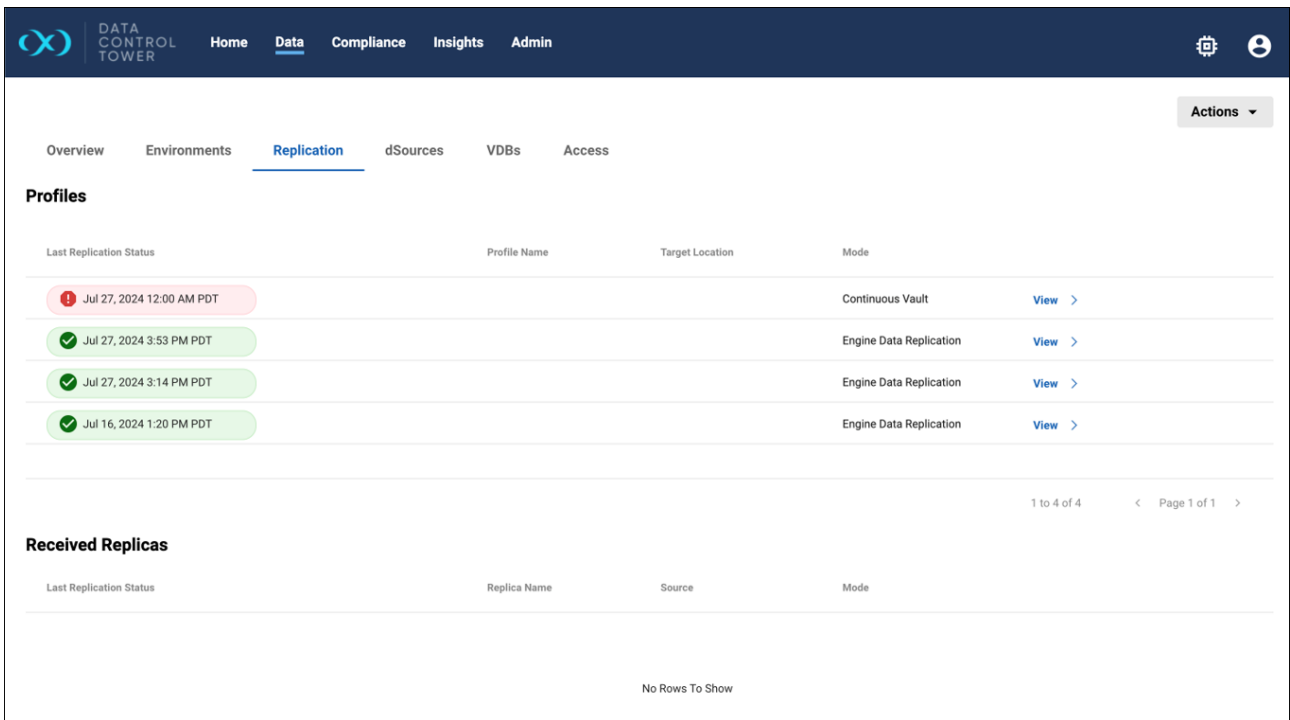 DATA
CONTROL
TOWER
Home Data Compliance Insights Admin
Actions
Overview Environments Replication dSources VDBs Access
Profiles
Last Replication Status Profile Name Target Location Mode
Jul 27, 2024 12:00 AM PDT Continuous Vault View
Jul 27, 2024 3:53 PM PDT Engine Data Replication View
Jul 27, 2024 3:14 PM PDT Engine Data Replication View
Jul 16, 2024 1:20 PM PDT Engine Data Replication View
1 to 4 of 4 < Page 1 of 1 >
Received Replicas
Last Replication Status Replica Name Source Mode
No Rows To Show